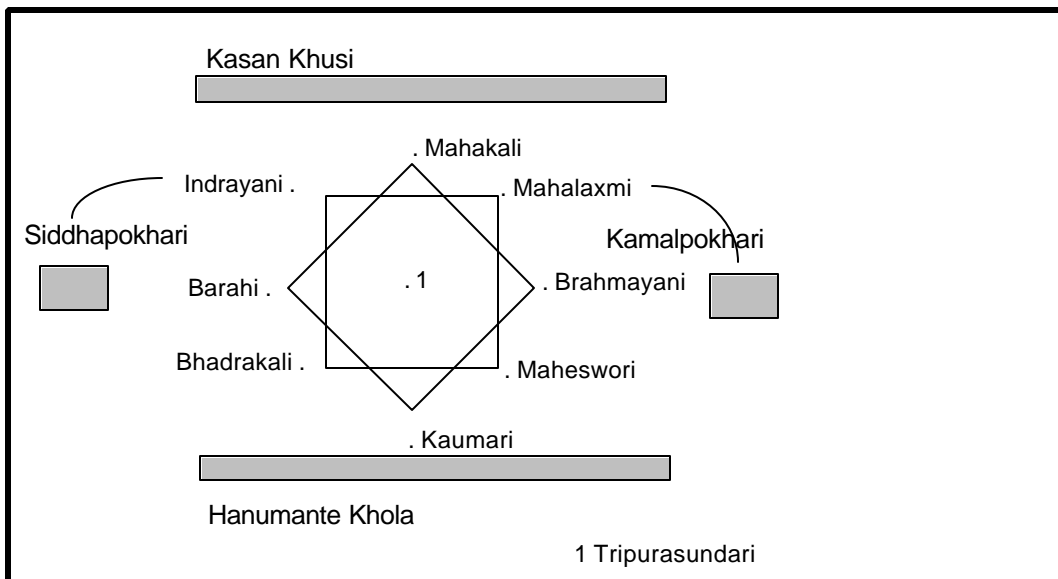 Kasan Khusi
. Mahakali
Indrayani .
. Mahalaxmi
Siddhapokhari
Kamalpokhari
Barahi .
. 1
. Brahmayani
Bhadrakali .
. Maheswori
. Kaumari
Hanumante Khola
1 Tripurasundari